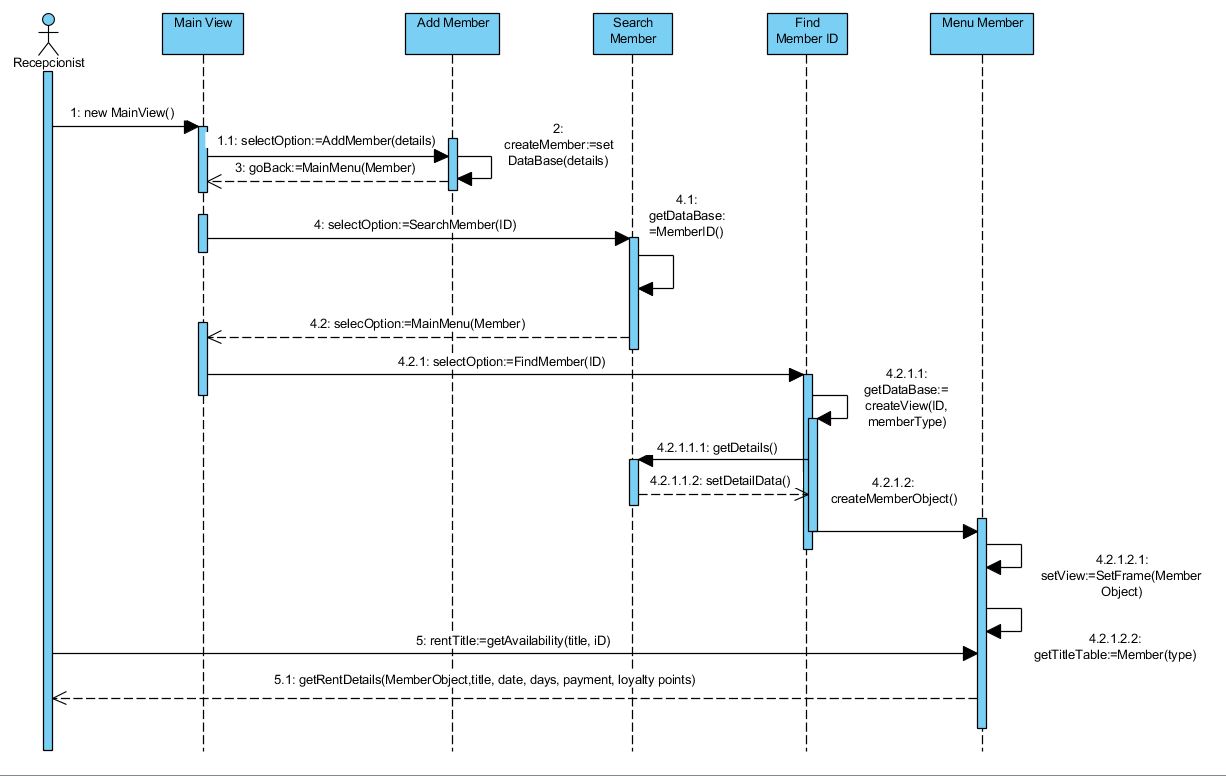 Main View
Add Member
Search
Member
Find
Member ID
Menu Member
Recepcionist
1: new MainView()
1.1: selectOption:=AddMember(details)
2:
createMember:=set
DataBase(details)
3: goBack:=MainMenu(Member)
4: selectOption:=SearchMember(ID)
4.1:
getDataBase:
=MemberID()
4.2: selecOption:=MainMenu(Member)
4.2.1: selectOption:=FindMember(ID)
4.2.1.1:
getDataBase:=
createView(ID,
memberType)
4.2.1.1.1: getDetails()
4.2.1.1.2: setDetailData()
4.2.1.2:
createMemberObject()
4.2.1.2.1:
setView:=SetFrame(Member
Object)
5: rentTitle:=getAvailability(title, iD)
4.2.1.2.2:
getTitleTable:=Member(type)
5.1: getRentDetails(MemberObject,title, date, days, payment, loyalty points)